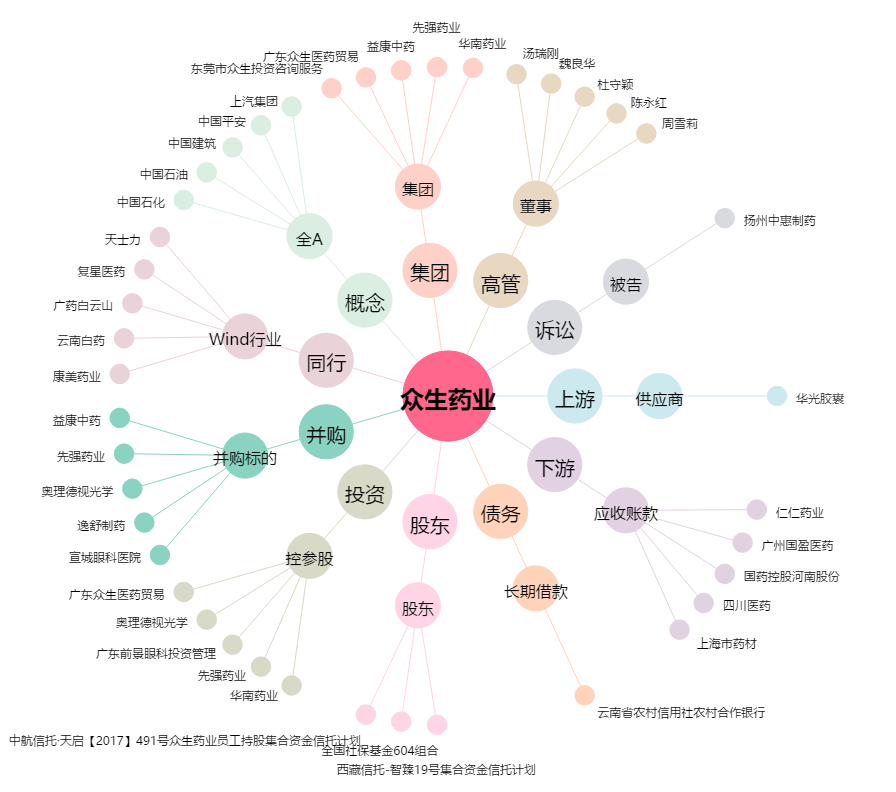 先强药业
益康中药
华南药业
广东众生医药贸易
东莞市众生投资咨询服务
集团
集团
汤瑞刚
魏良华
杜守颖
陈永红
周雪莉
董事
高管
上汽集团
中国平安
中国建筑
中国石油
中国石化
全A
概念
扬州中惠制药
被告
诉讼
天士力
复星医药
广药白云山
云南白药
康美药业
Wind行业
同行
众生药业
上游
供应商
华光胶囊
益康中药
先强药业
奥理德视光学
逸舒制药
宣城眼科医院
并购标的
并购
下游
应收账款
仁仁药业
广州国盈医药
国药控股河南股份
四川医药
上海市药材
投资
控参股
广东众生医药贸易
奥理德视光学
广东前景眼科投资管理
先强药业
华南药业
股东
股东
债务
长期借款
云南省农村信用社农村合作银行
中航信托·天启【2017】491号众生药业员工持股集合资金信托计划
全国社保基金604组合
西藏信托-智臻19号集合资金信托计划